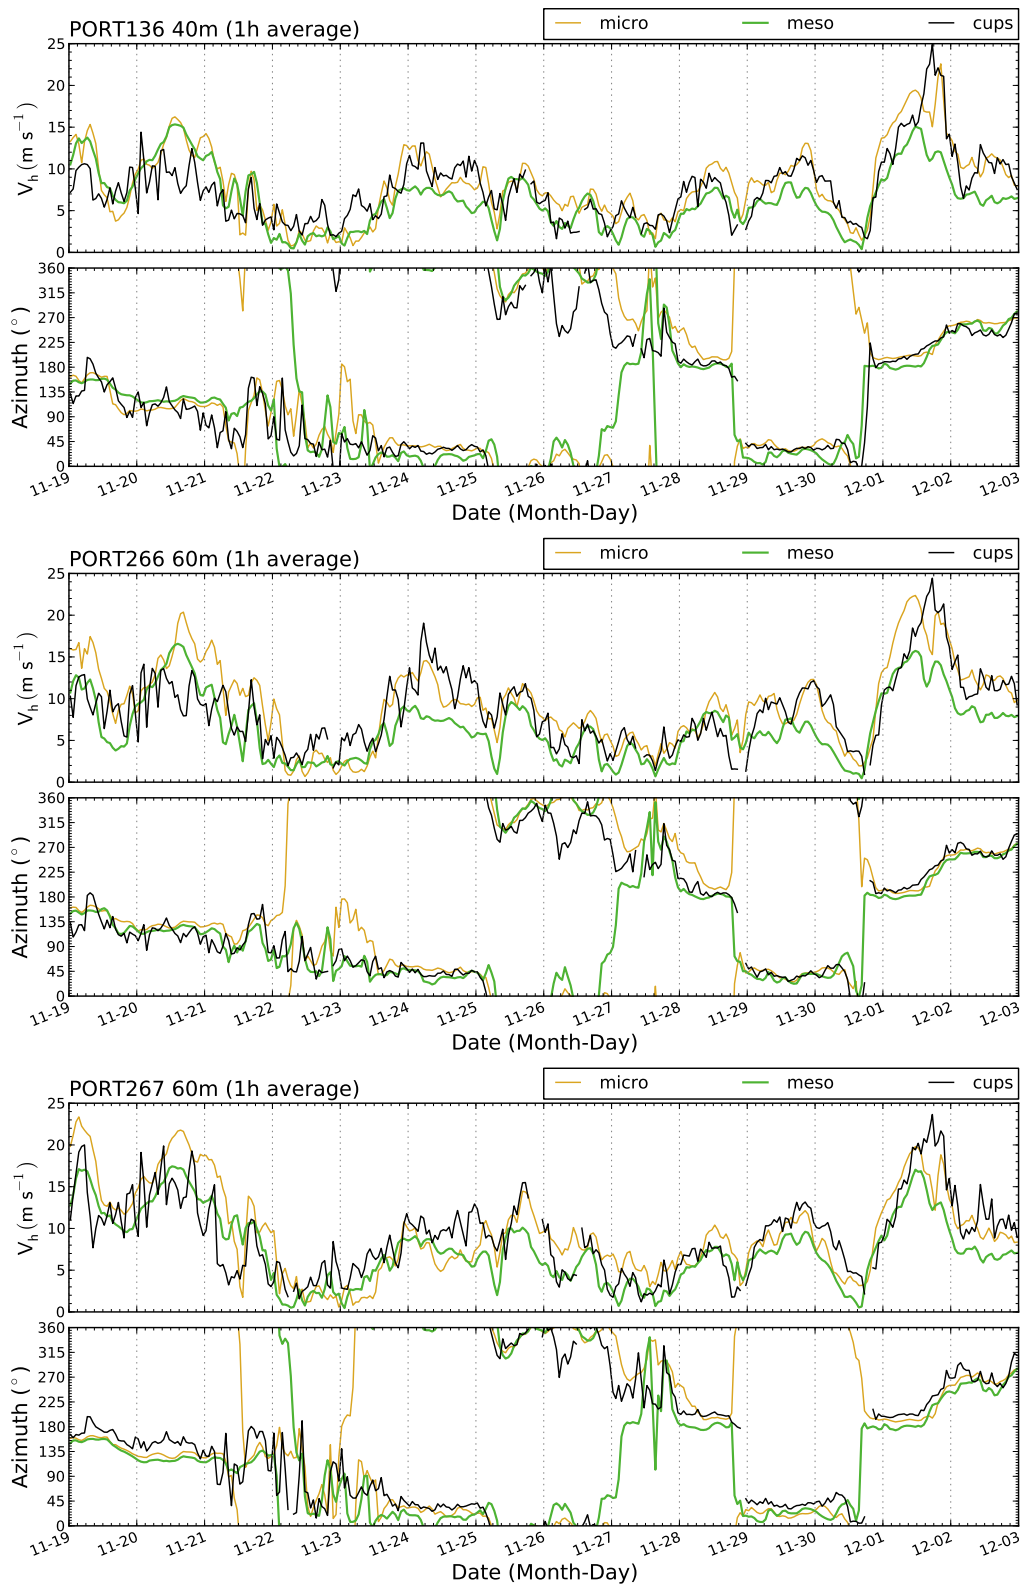 PORT136 40m (1h average)
micro meso cups
25
20
15
10
5
0
V_h (m s⁻¹)
360
315
270
225
180
135
90
45
0
Azimuth (°)
11-19 11-20 11-21 11-22 11-23 11-24 11-25 11-26 11-27 11-28 11-29 11-30 12-01 12-02 12-03
Date (Month-Day)
PORT266 60m (1h average)
micro meso cups
25
20
15
10
5
0
V_h (m s⁻¹)
360
315
270
225
180
135
90
45
0
Azimuth (°)
11-19 11-20 11-21 11-22 11-23 11-24 11-25 11-26 11-27 11-28 11-29 11-30 12-01 12-02 12-03
Date (Month-Day)
PORT267 60m (1h average)
micro meso cups
25
20
15
10
5
0
V_h (m s⁻¹)
360
315
270
225
180
135
90
45
0
Azimuth (°)
11-19 11-20 11-21 11-22 11-23 11-24 11-25 11-26 11-27 11-28 11-29 11-30 12-01 12-02 12-03
Date (Month-Day)